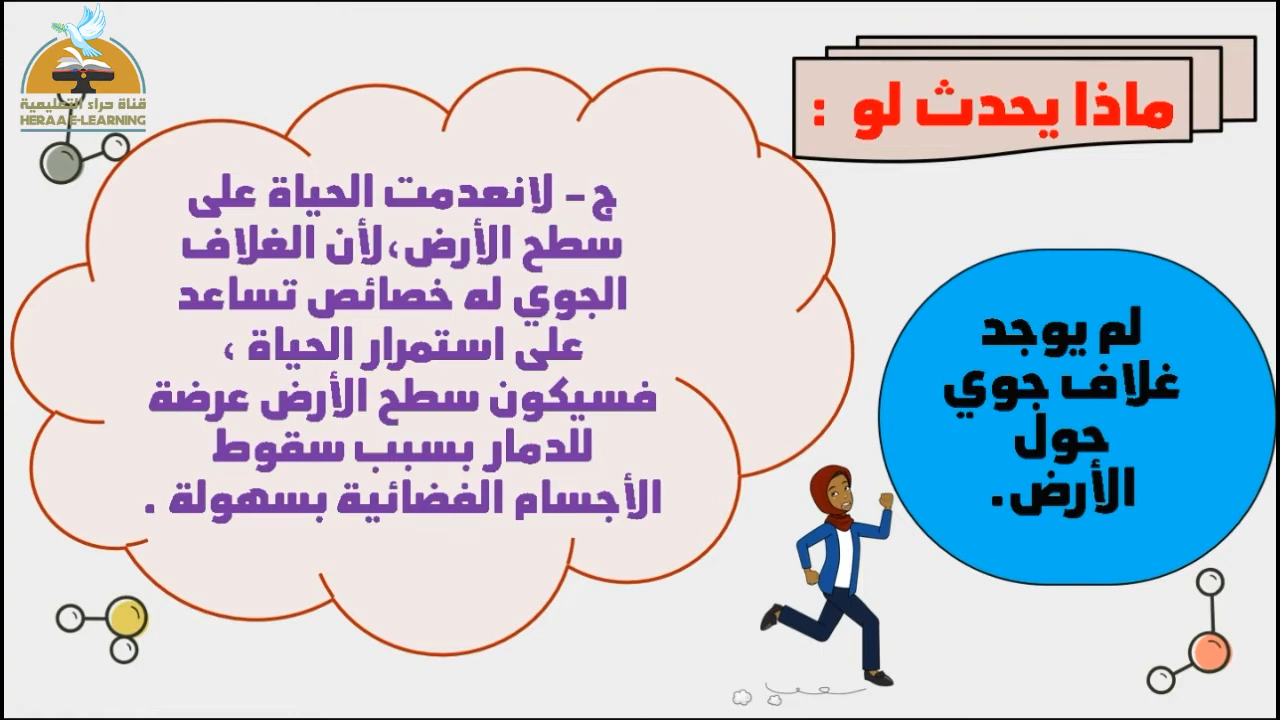 قناة حراء التعليمية
HERAA E-LEARNING
ماذا يحدث لو :
لم يوجد
غلاف جوي
حول
الأرض.
ج - لانعدمت الحياة على
سطح الأرض،لأن الغلاف
الجوي له خصائص تساعد
على استمرار الحياة ،
فسيكون سطح الأرض عرضة
للدمار بسبب سقوط
الأجسام الفضائية بسهولة .